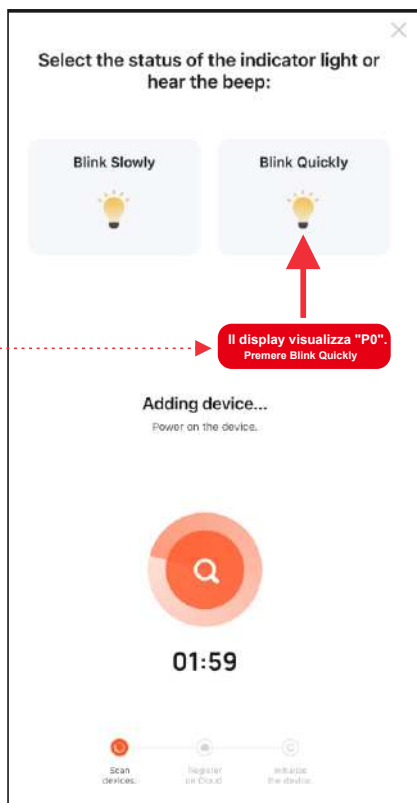 Select the status of the indicator light or
hear the beep:
Blink Slowly
Blink Quickly
Il display visualizza "P0".
Premere Blink Quickly
Adding device...
Power on the device.
01:59
Scan
devices.
Register
on Cloud
Initialize
the device.